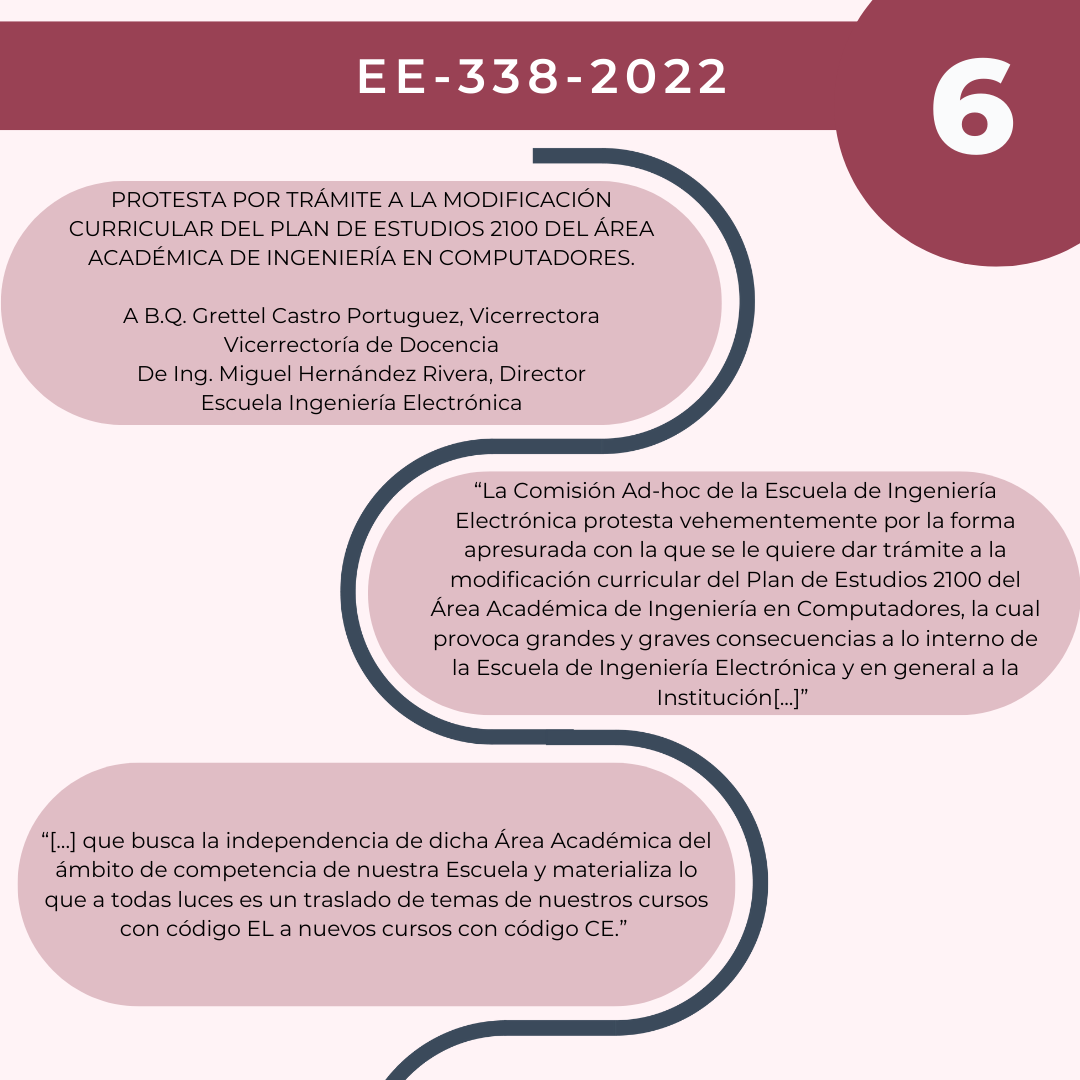 EE-338-2022
6
PROTESTA POR TRÁMITE A LA MODIFICACIÓN
CURRICULAR DEL PLAN DE ESTUDIOS 2100 DEL ÁREA
ACADÉMICA DE INGENIERÍA EN COMPUTADORES.
A B.Q. Grettel Castro Portuguez, Vicerrectora
Vicerrectoría de Docencia
De Ing. Miguel Hernández Rivera, Director
Escuela Ingeniería Electrónica
“La Comisión Ad-hoc de la Escuela de Ingeniería
Electrónica protesta vehementemente por la forma
apresurada con la que se le quiere dar trámite a la
modificación curricular del Plan de Estudios 2100 del
Área Académica de Ingeniería en Computadores, la cual
provoca grandes y graves consecuencias a lo interno de
la Escuela de Ingeniería Electrónica y en general a la
Institución[...]”
“[...] que busca la independencia de dicha Área Académica del
ámbito de competencia de nuestra Escuela y materializa lo
que a todas luces es un traslado de temas de nuestros cursos
con código EL a nuevos cursos con código CE.”